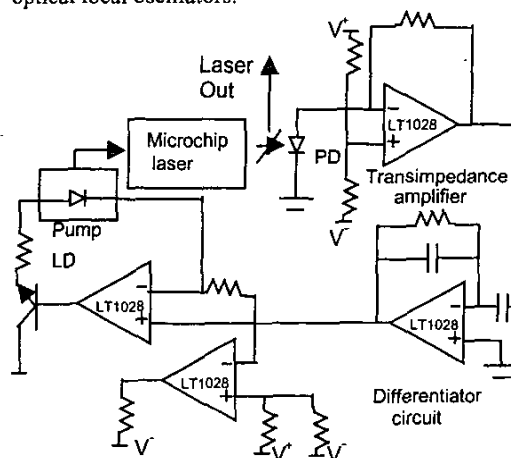 optical local oscillators.
V+
Laser
Out
Microchip
laser
PD
LT1028
V-
Transimpedance
amplifier
Pump
LD
LT1028
LT1028
LT1028
V-
V+
V-
Differentiator
circuit